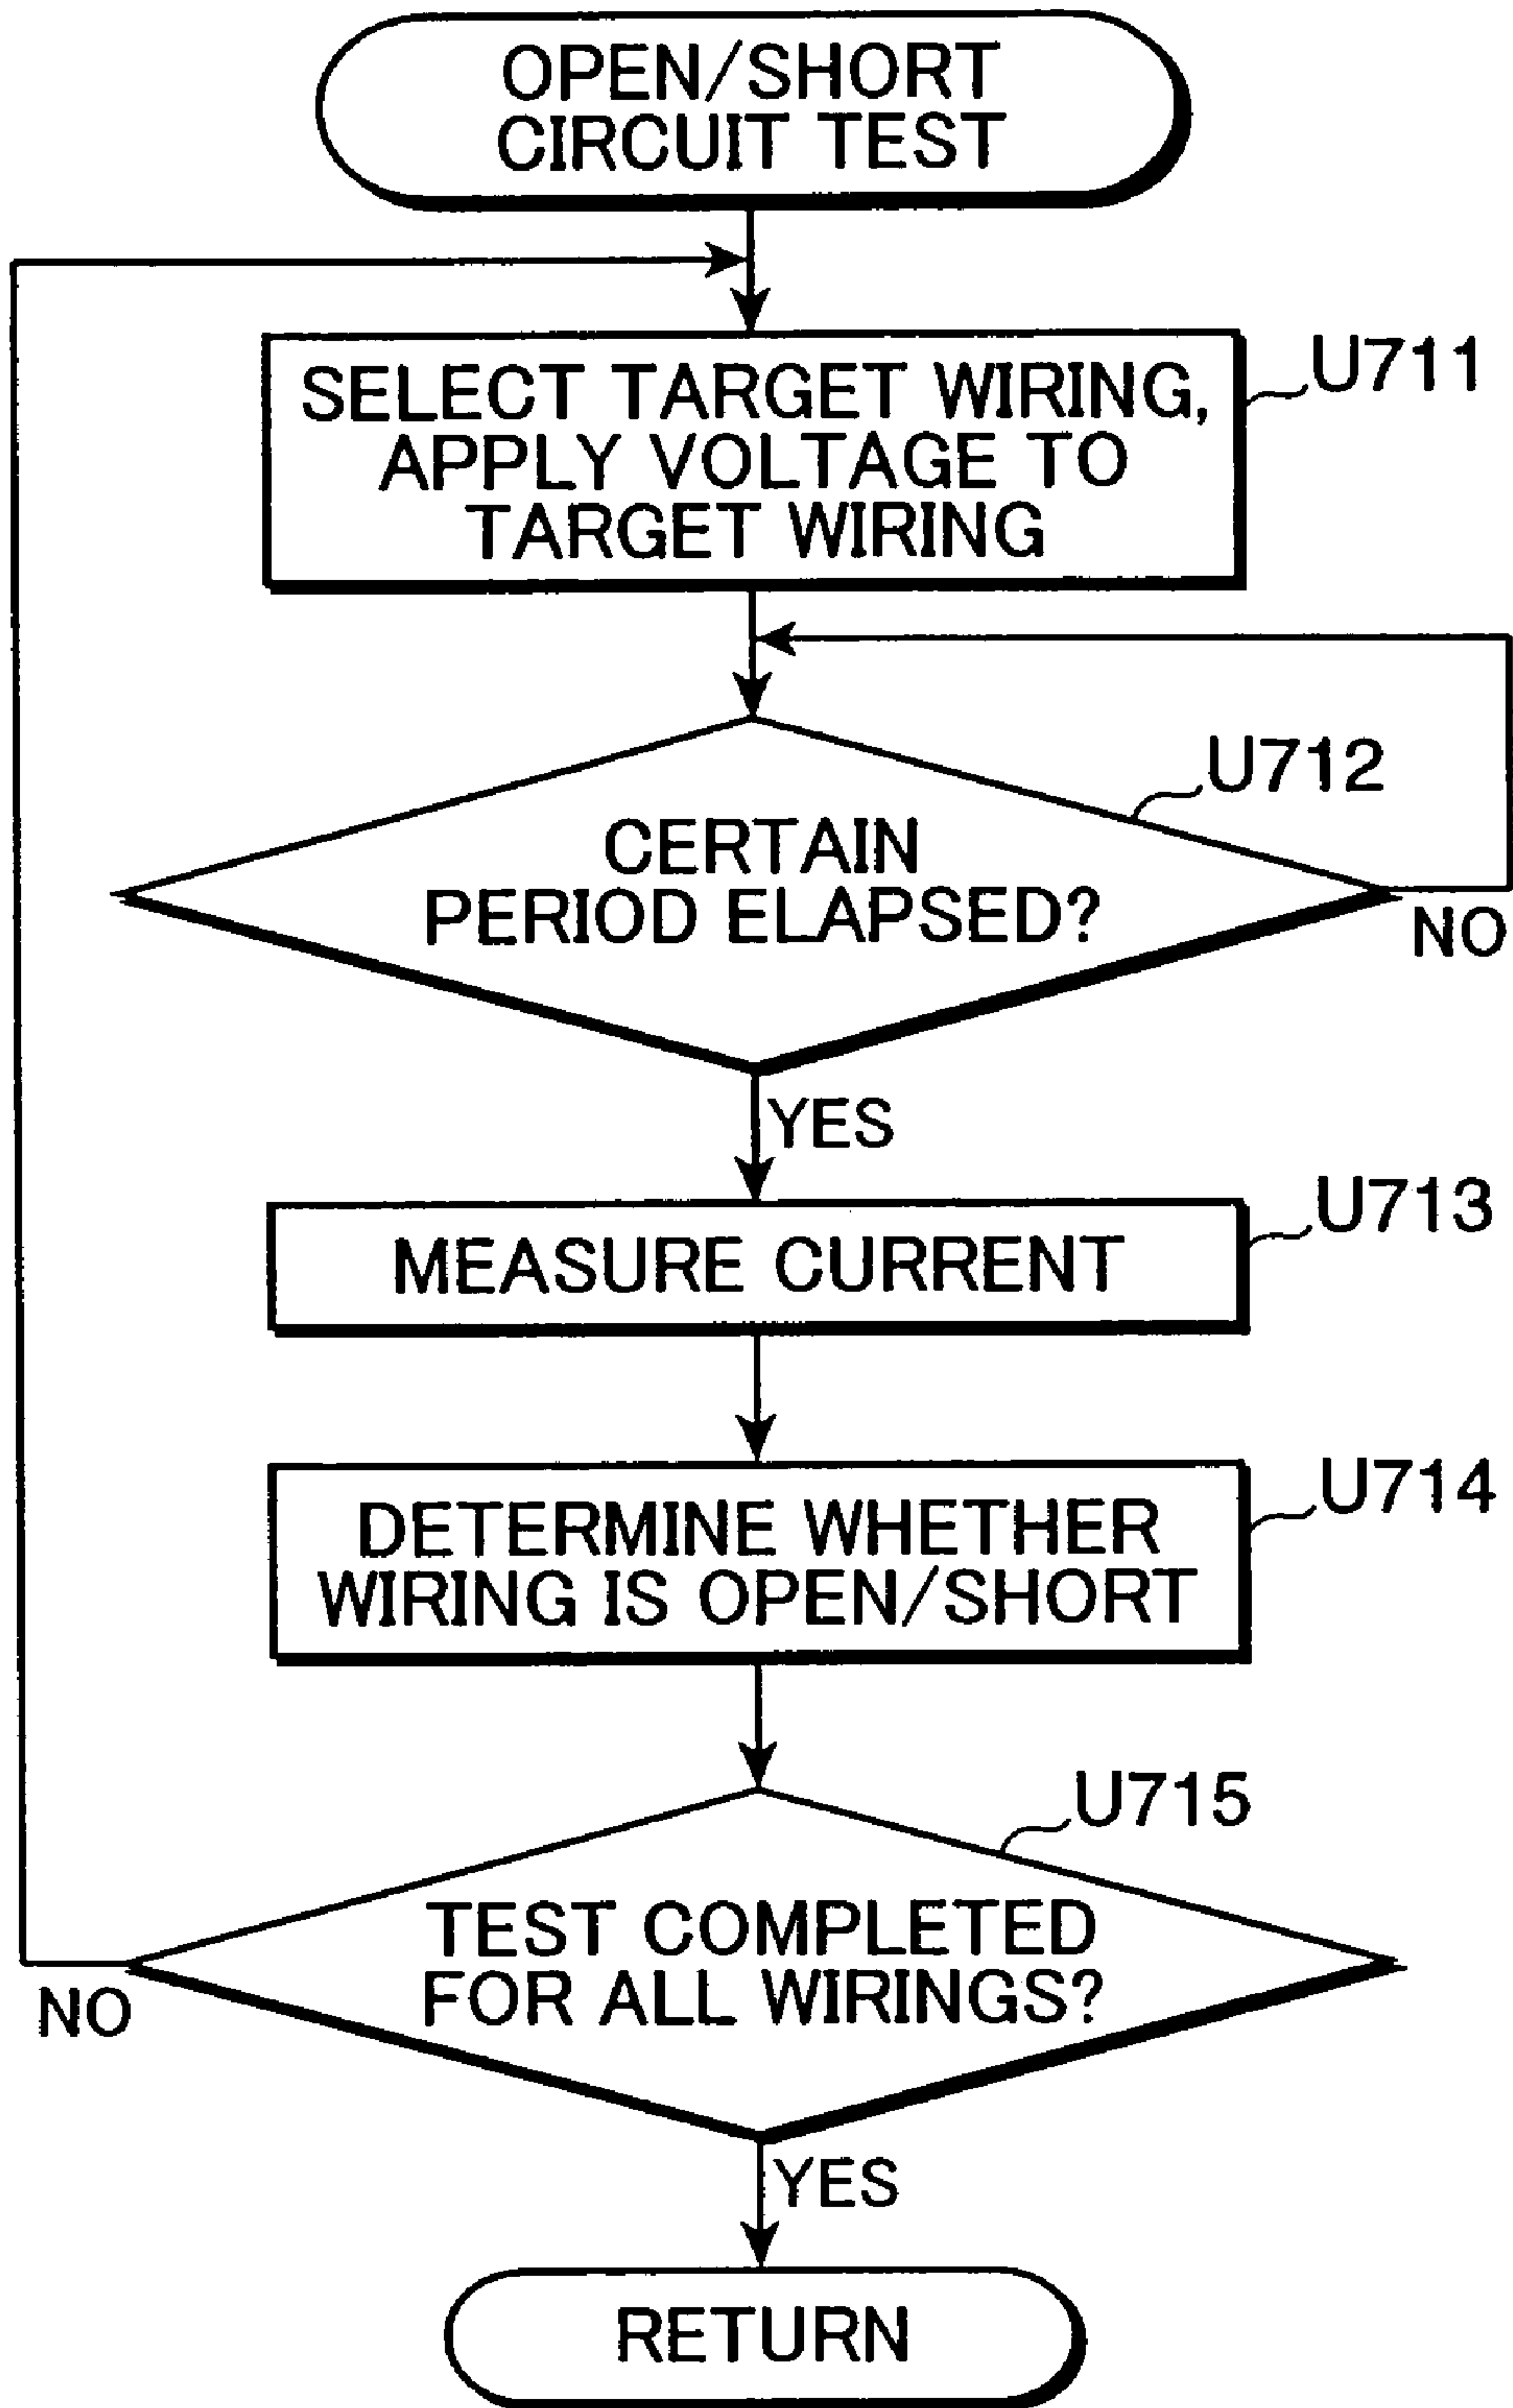 OPEN/SHORT
CIRCUIT TEST
U711
SELECT TARGET WIRING,
APPLY VOLTAGE TO
TARGET WIRING
U712
CERTAIN
PERIOD ELAPSED?
NO
YES
U713
MEASURE CURRENT
U714
DETERMINE WHETHER
WIRING IS OPEN/SHORT
U715
TEST COMPLETED
FOR ALL WIRINGS?
NO
YES
RETURN